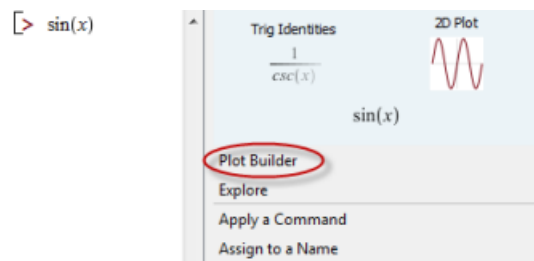 > sin(x)
Trig Identities
2D Plot
1
csc(x)
sin(x)
Plot Builder
Explore
Apply a Command
Assign to a Name